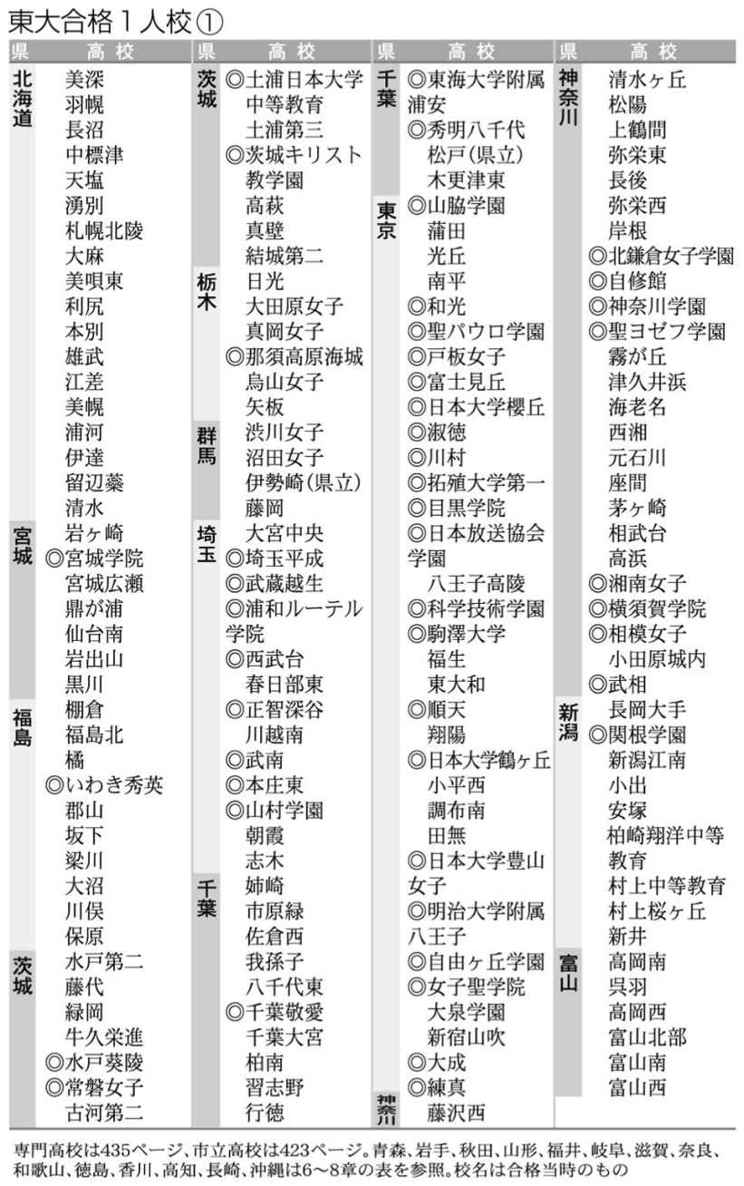 東大合格1人校①
県 高校
北海道
美深
羽幌
長沼
中標津
天塩
湧別
札幌北陵
大麻
美唄東
利尻
本別
雄武
江差
美幌
浦河
伊達
留辺蘂
清水
宮城
岩ヶ崎
◎宮城学院
宮城広瀬
鼎が浦
仙台南
岩出山
黒川
福島
棚倉
福島北
橘
◎いわき秀英
郡山
坂下
梁川
大沼
川俣
保原
茨城
水戸第二
藤代
緑岡
牛久栄進
◎水戸葵陵
◎常磐女子
古河第二
県 高校
茨城
◎土浦日本大学
中等教育
土浦第三
◎茨城キリスト
教学園
高萩
真壁
結城第二
栃木
日光
大田原女子
真岡女子
◎那須高原海城
烏山女子
矢板
群馬
渋川女子
沼田女子
伊勢崎(県立)
藤岡
埼玉
大宮中央
◎埼玉平成
◎武蔵越生
◎浦和ルーテル
学院
◎西武台
春日部東
◎正智深谷
川越南
◎武南
◎本庄東
◎山村学園
朝霞
志木
千葉
姉崎
市原緑
佐倉西
我孫子
八千代東
◎千葉敬愛
千葉大宮
柏南
習志野
行徳
県 高校
千葉
◎東海大学附属
浦安
◎秀明八千代
松戸(県立)
木更津東
東京
◎山脇学園
蒲田
光丘
南平
◎和光
◎聖パウロ学園
◎戸板女子
◎富士見丘
◎日本大学櫻丘
◎淑徳
◎川村
◎拓殖大学第一
◎目黒学院
◎日本放送協会
学園
八王子高陵
◎科学技術学園
◎駒澤大学
福生
東大和
◎順天
翔陽
◎日本大学鶴ヶ丘
小平西
調布南
田無
◎日本大学豊山
女子
◎明治大学附属
八王子
◎自由ヶ丘学園
◎女子聖学院
大泉学園
新宿山吹
◎大成
◎練真
神奈川
藤沢西
県 高校
神奈川
清水ヶ丘
松陽
上鶴間
弥栄東
長後
弥栄西
岸根
◎北鎌倉女子学園
◎自修館
◎神奈川学園
◎聖ヨゼフ学園
霧が丘
津久井浜
海老名
西湘
元石川
座間
茅ヶ崎
相武台
高浜
◎湘南女子
◎横須賀学院
◎相模女子
小田原城内
◎武相
新潟
長岡大手
◎関根学園
新潟江南
小出
安塚
柏崎翔洋中等
教育
村上中等教育
村上桜ヶ丘
新井
富山
高岡南
呉羽
高岡西
富山北部
富山南
富山西
専門高校は435ページ、市立高校は423ページ。青森、岩手、秋田、山形、福井、岐阜、滋賀、奈良、
和歌山、徳島、香川、高知、長崎、沖縄は6〜8章の表を参照。校名は合格当時のもの